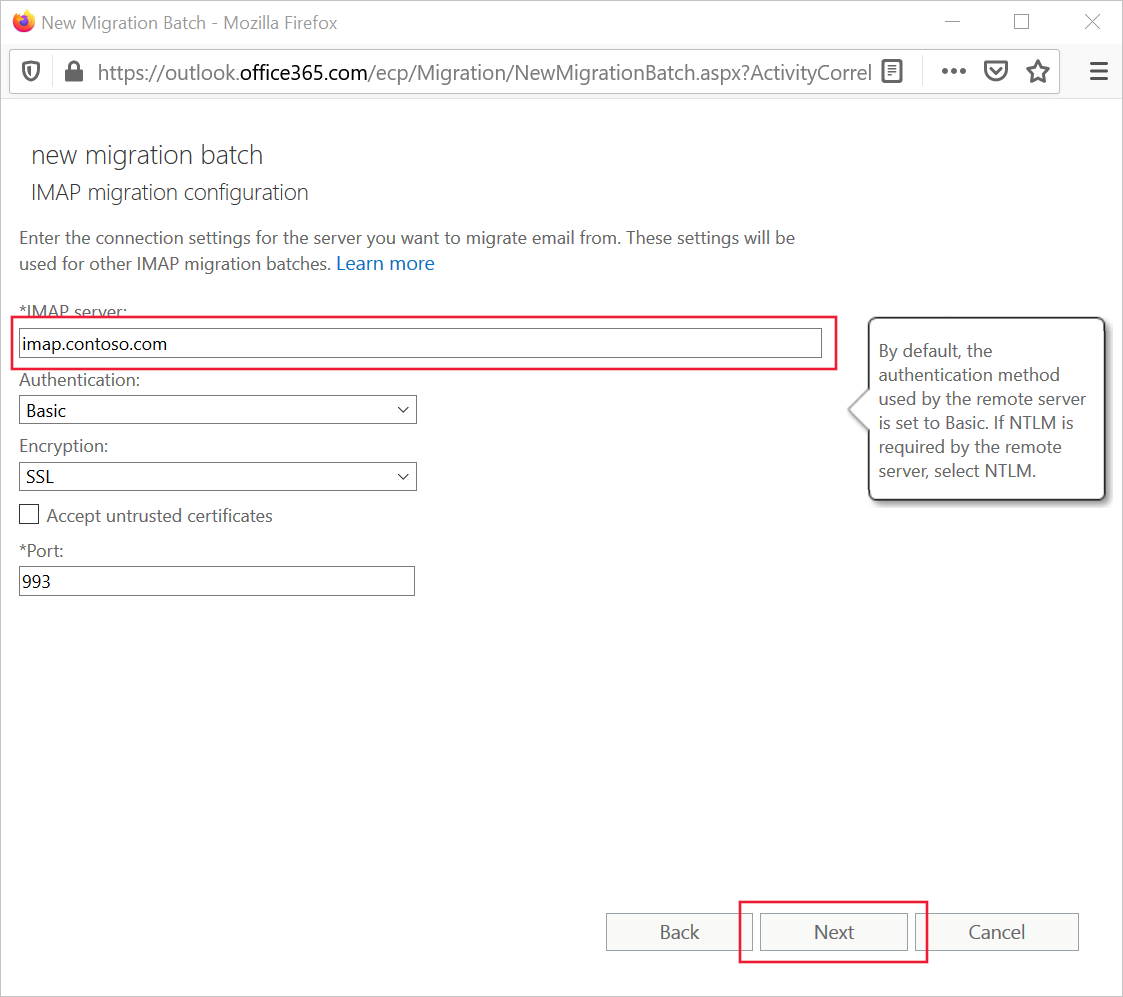 New Migration Batch - Mozilla Firefox
https://outlook.office365.com/ecp/Migration/NewMigrationBatch.aspx?ActivityCorrel
new migration batch
IMAP migration configuration
Enter the connection settings for the server you want to migrate email from. These settings will be
used for other IMAP migration batches. Learn more
*IMAP server:
imap.contoso.com
Authentication:
Basic
Encryption:
SSL
Accept untrusted certificates
*Port:
993
By default, the
authentication method
used by the remote server
is set to Basic. If NTLM is
required by the remote
server, select NTLM.
Back
Next
Cancel